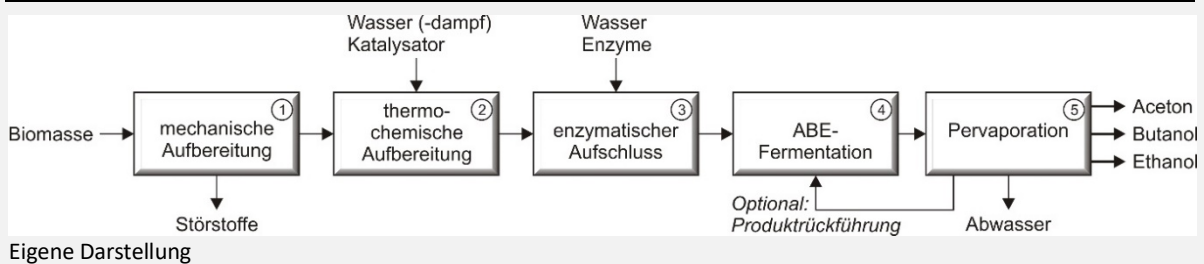 Wasser (-dampf)
Katalysator
Wasser
Enzyme
Biomasse
1
mechanische
Aufbereitung
Störstoffe
2
thermo-
chemische
Aufbereitung
3
enzymatischer
Aufschluss
4
ABE-
Fermentation
5
Pervaporation
Aceton
Butanol
Ethanol
Optional:
Produktrückführung
Abwasser
Eigene Darstellung